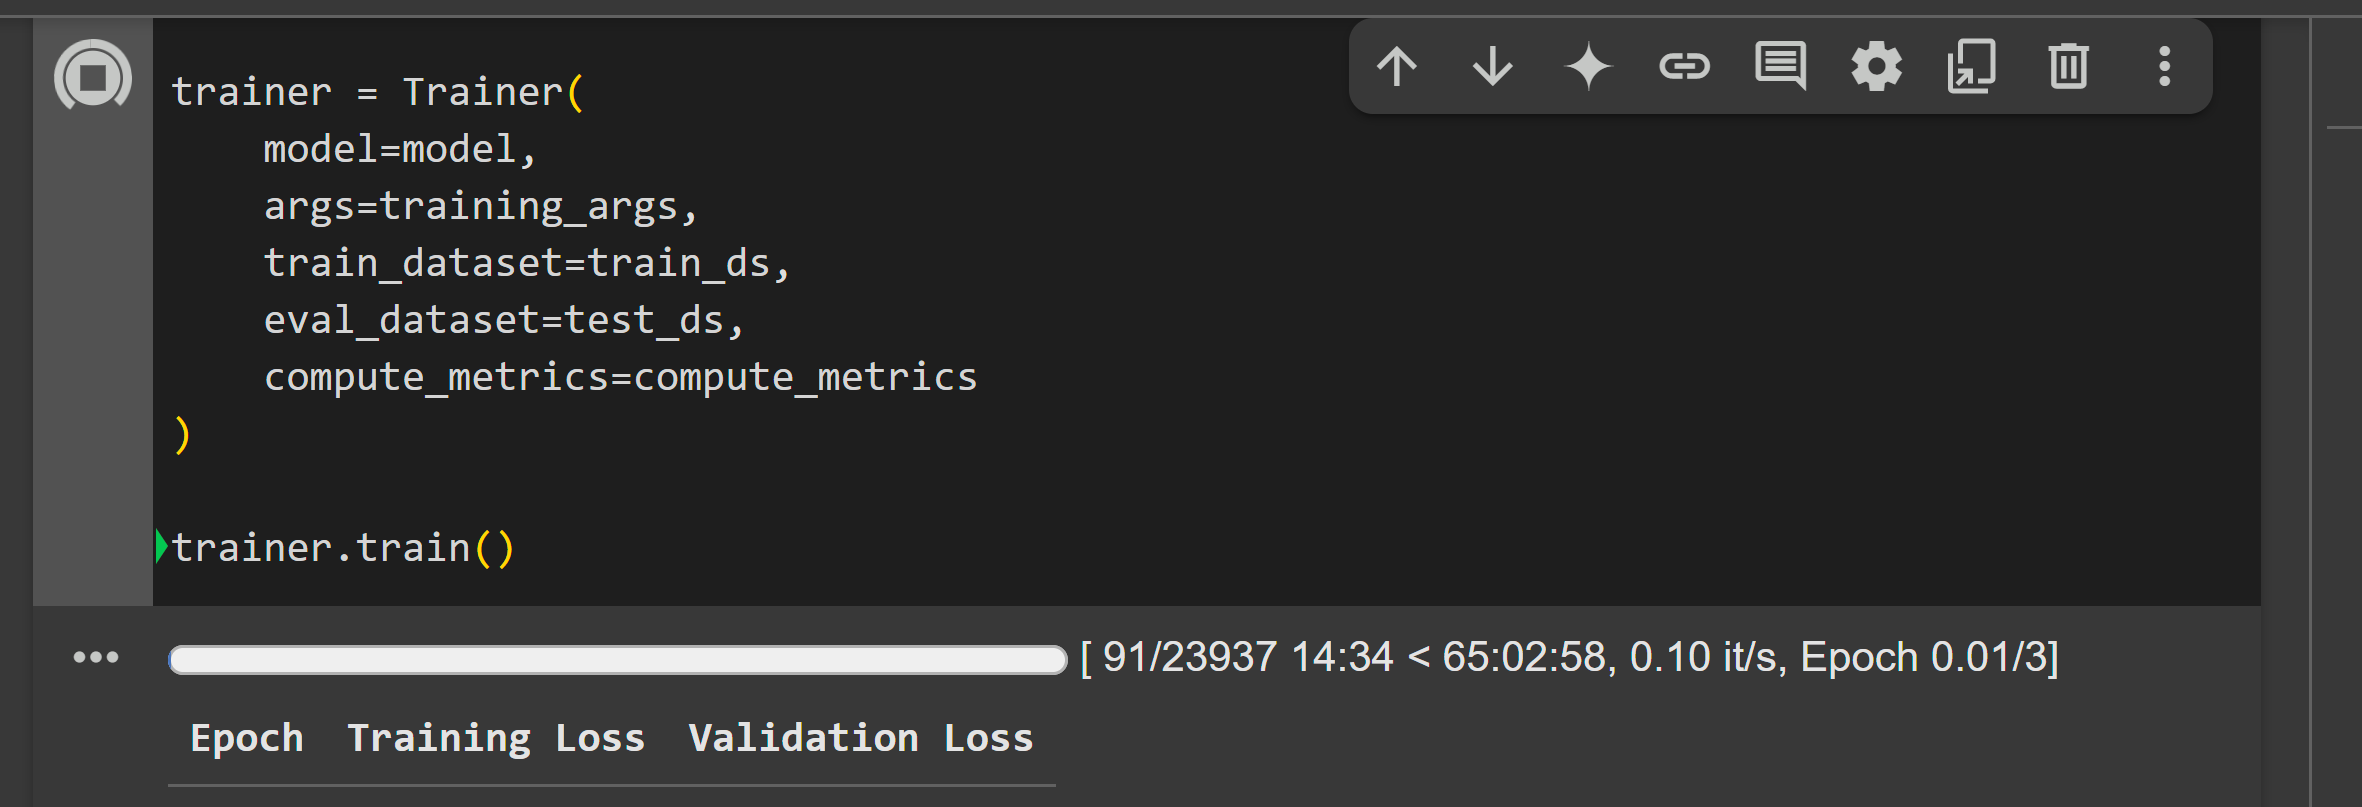 trainer = Trainer(
    model=model,
    args=training_args,
    train_dataset=train_ds,
    eval_dataset=test_ds,
    compute_metrics=compute_metrics
)
trainer.train()
[ 91/23937 14:34 < 65:02:58, 0.10 it/s, Epoch 0.01/3]
Epoch Training Loss Validation Loss